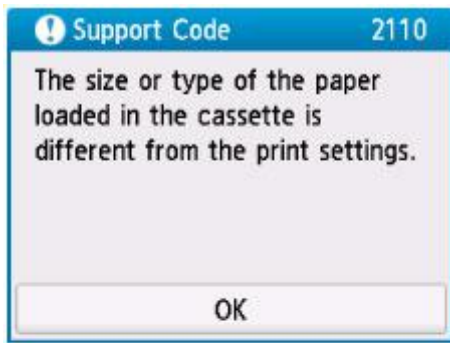 Support Code 2110
The size or type of the paper
loaded in the cassette is
different from the print settings.
OK